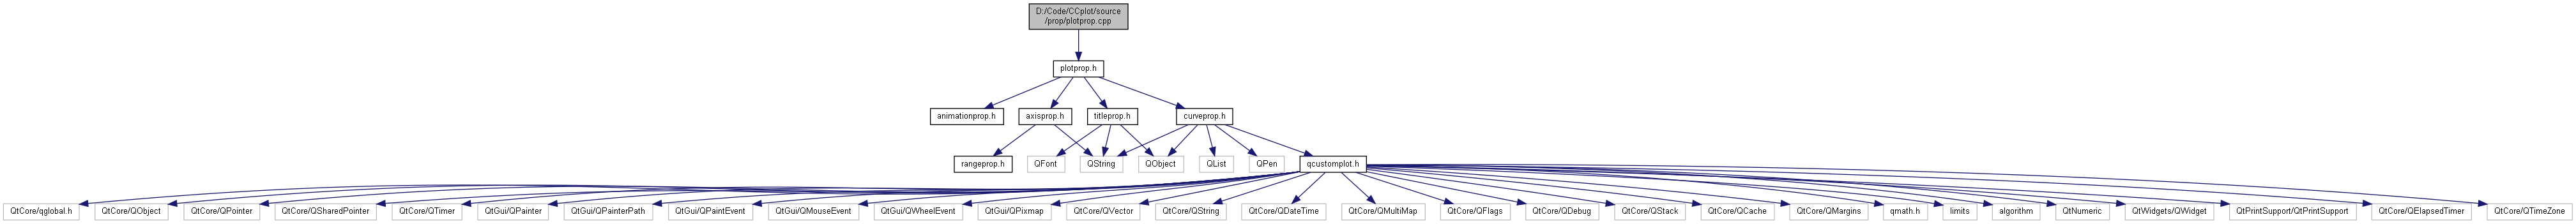 D:/Code/CCplot/source
/prop/plotprop.cpp
plotprop.h
animationprop.h
axisprop.h
titleprop.h
curveprop.h
rangeprop.h
QFont
QString
QObject
QList
QPen
qcustomplot.h
QtCore/qglobal.h
QtCore/QObject
QtCore/QPointer
QtCore/QSharedPointer
QtCore/QTimer
QtGui/QPainter
QtGui/QPainterPath
QtGui/QPaintEvent
QtGui/QMouseEvent
QtGui/QWheelEvent
QtGui/QPixmap
QtCore/QVector
QtCore/QString
QtCore/QDateTime
QtCore/QMultiMap
QtCore/QFlags
QtCore/QDebug
QtCore/QStack
QtCore/QCache
QtCore/QMargins
qmath.h
limits
algorithm
QtNumeric
QtWidgets/QWidget
QtPrintSupport/QtPrintSupport
QtCore/QElapsedTimer
QtCore/QTimeZone